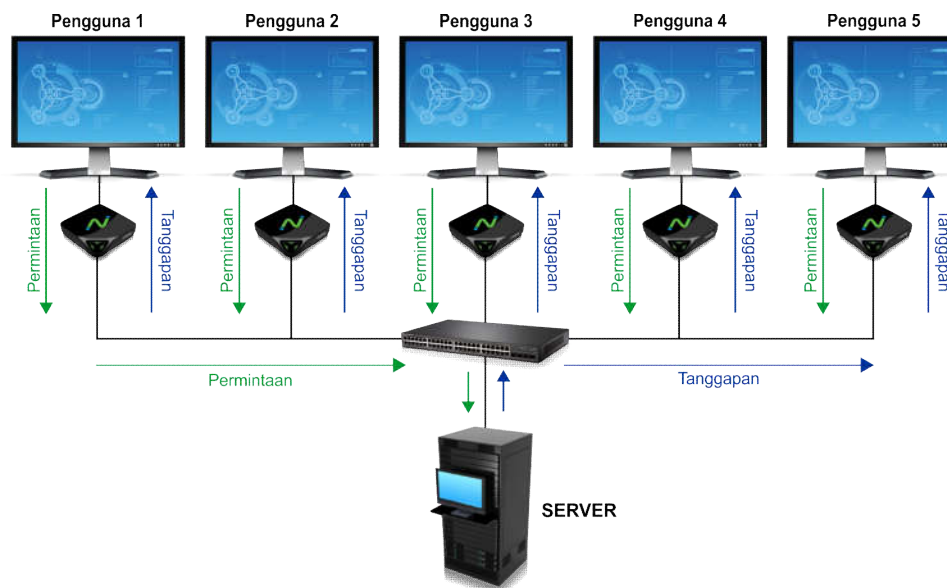 Pengguna 1
Pengguna 2
Pengguna 3
Pengguna 4
Pengguna 5
Permintaan
Tanggapan
Permintaan
Tanggapan
Permintaan
Tanggapan
Permintaan
Tanggapan
Permintaan
Tanggapan
Permintaan
Tanggapan
SERVER